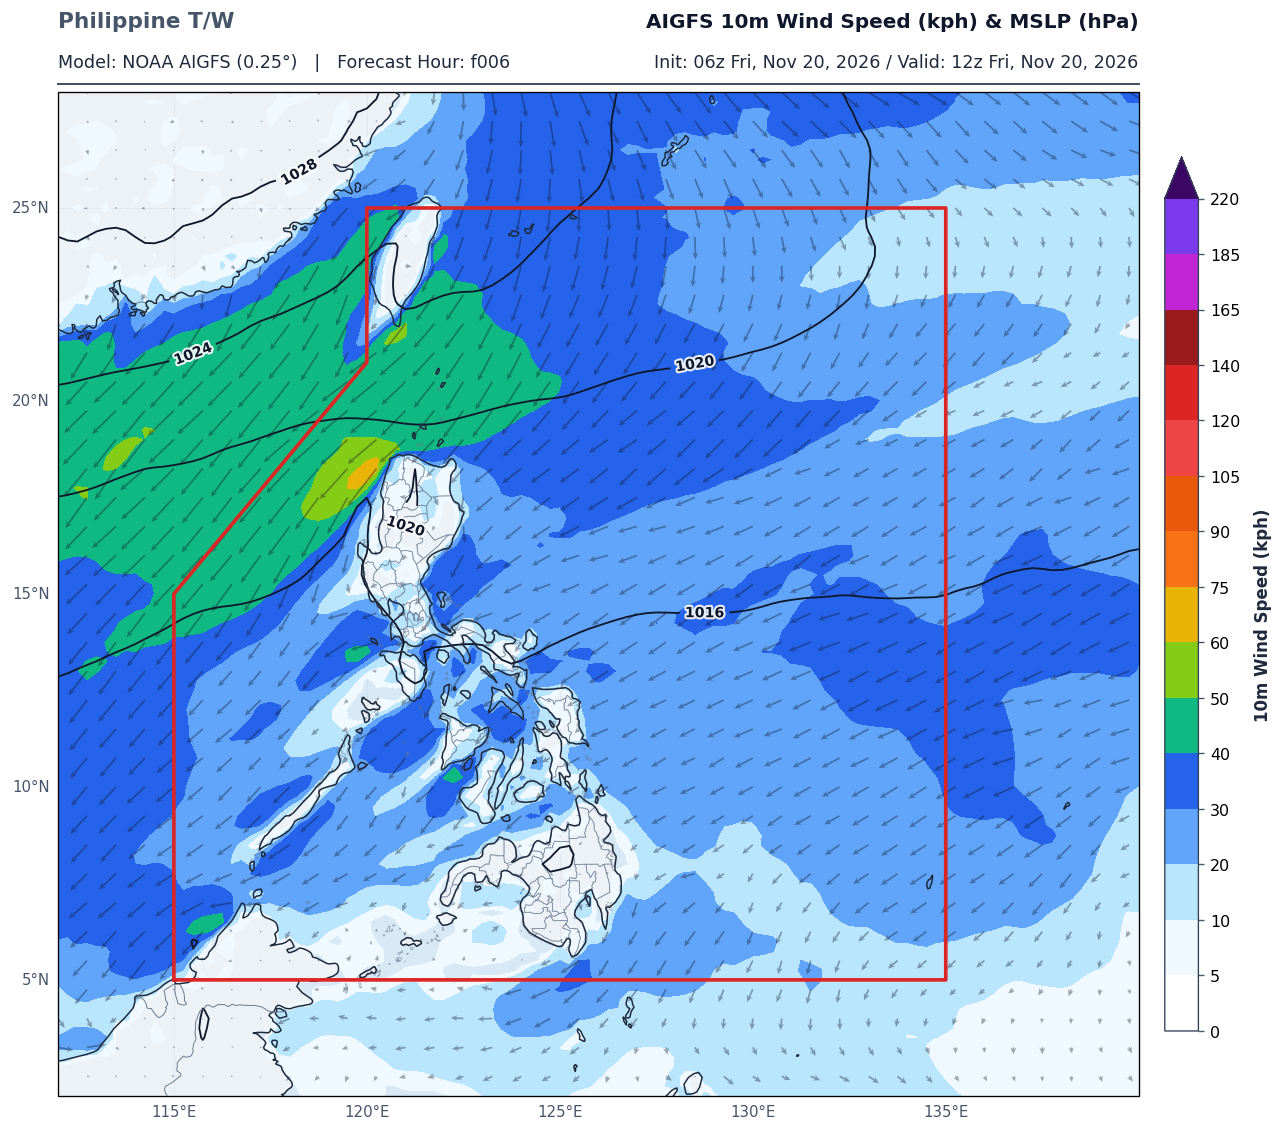 Philippine T/W
AIGFS 10m Wind Speed (kph) & MSLP (hPa)
Model: NOAA AIGFS (0.25°) | Forecast Hour: f006
Init: 06z Fri, Nov 20, 2026 / Valid: 12z Fri, Nov 20, 2026
1028
1024
1020
1020
1016
25°N
20°N
15°N
10°N
5°N
115°E
120°E
125°E
130°E
135°E
220
185
165
140
120
105
90
75
60
50
40
30
20
10
5
0
10m Wind Speed (kph)